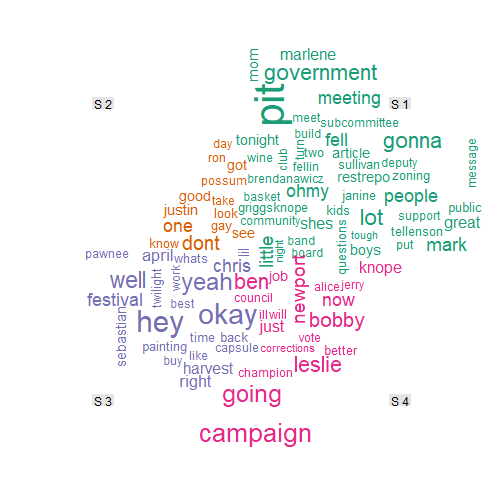 mom
marlene
government
S 2
pit
meeting
S 1
meet
subcommittee
day
tonight
build
fell
gonna
message
ron
got
wine
club
turn
two
article
fellin
sullivan
deputy
possum
brendanawicz
restrepo
zoning
good
take
basket
ohmy
janine
people
justin
look
griggs
knope
kids
lot
support
public
one
gay
community
shes
tellenson
great
know
dont
see
little
night
band
board
questions
tough
boys
put
mark
pawnee
april
whats
lil
chris
newport
job
knope
well
twilight
work
yeah
ben
alice
jerry
festival
best
council
now
sebastian
hey
okay
illwill
just
bobby
time
back
vote
painting
like
capsule
corrections
better
buy
harvest
champion
leslie
right
S 3
going
S 4
campaign